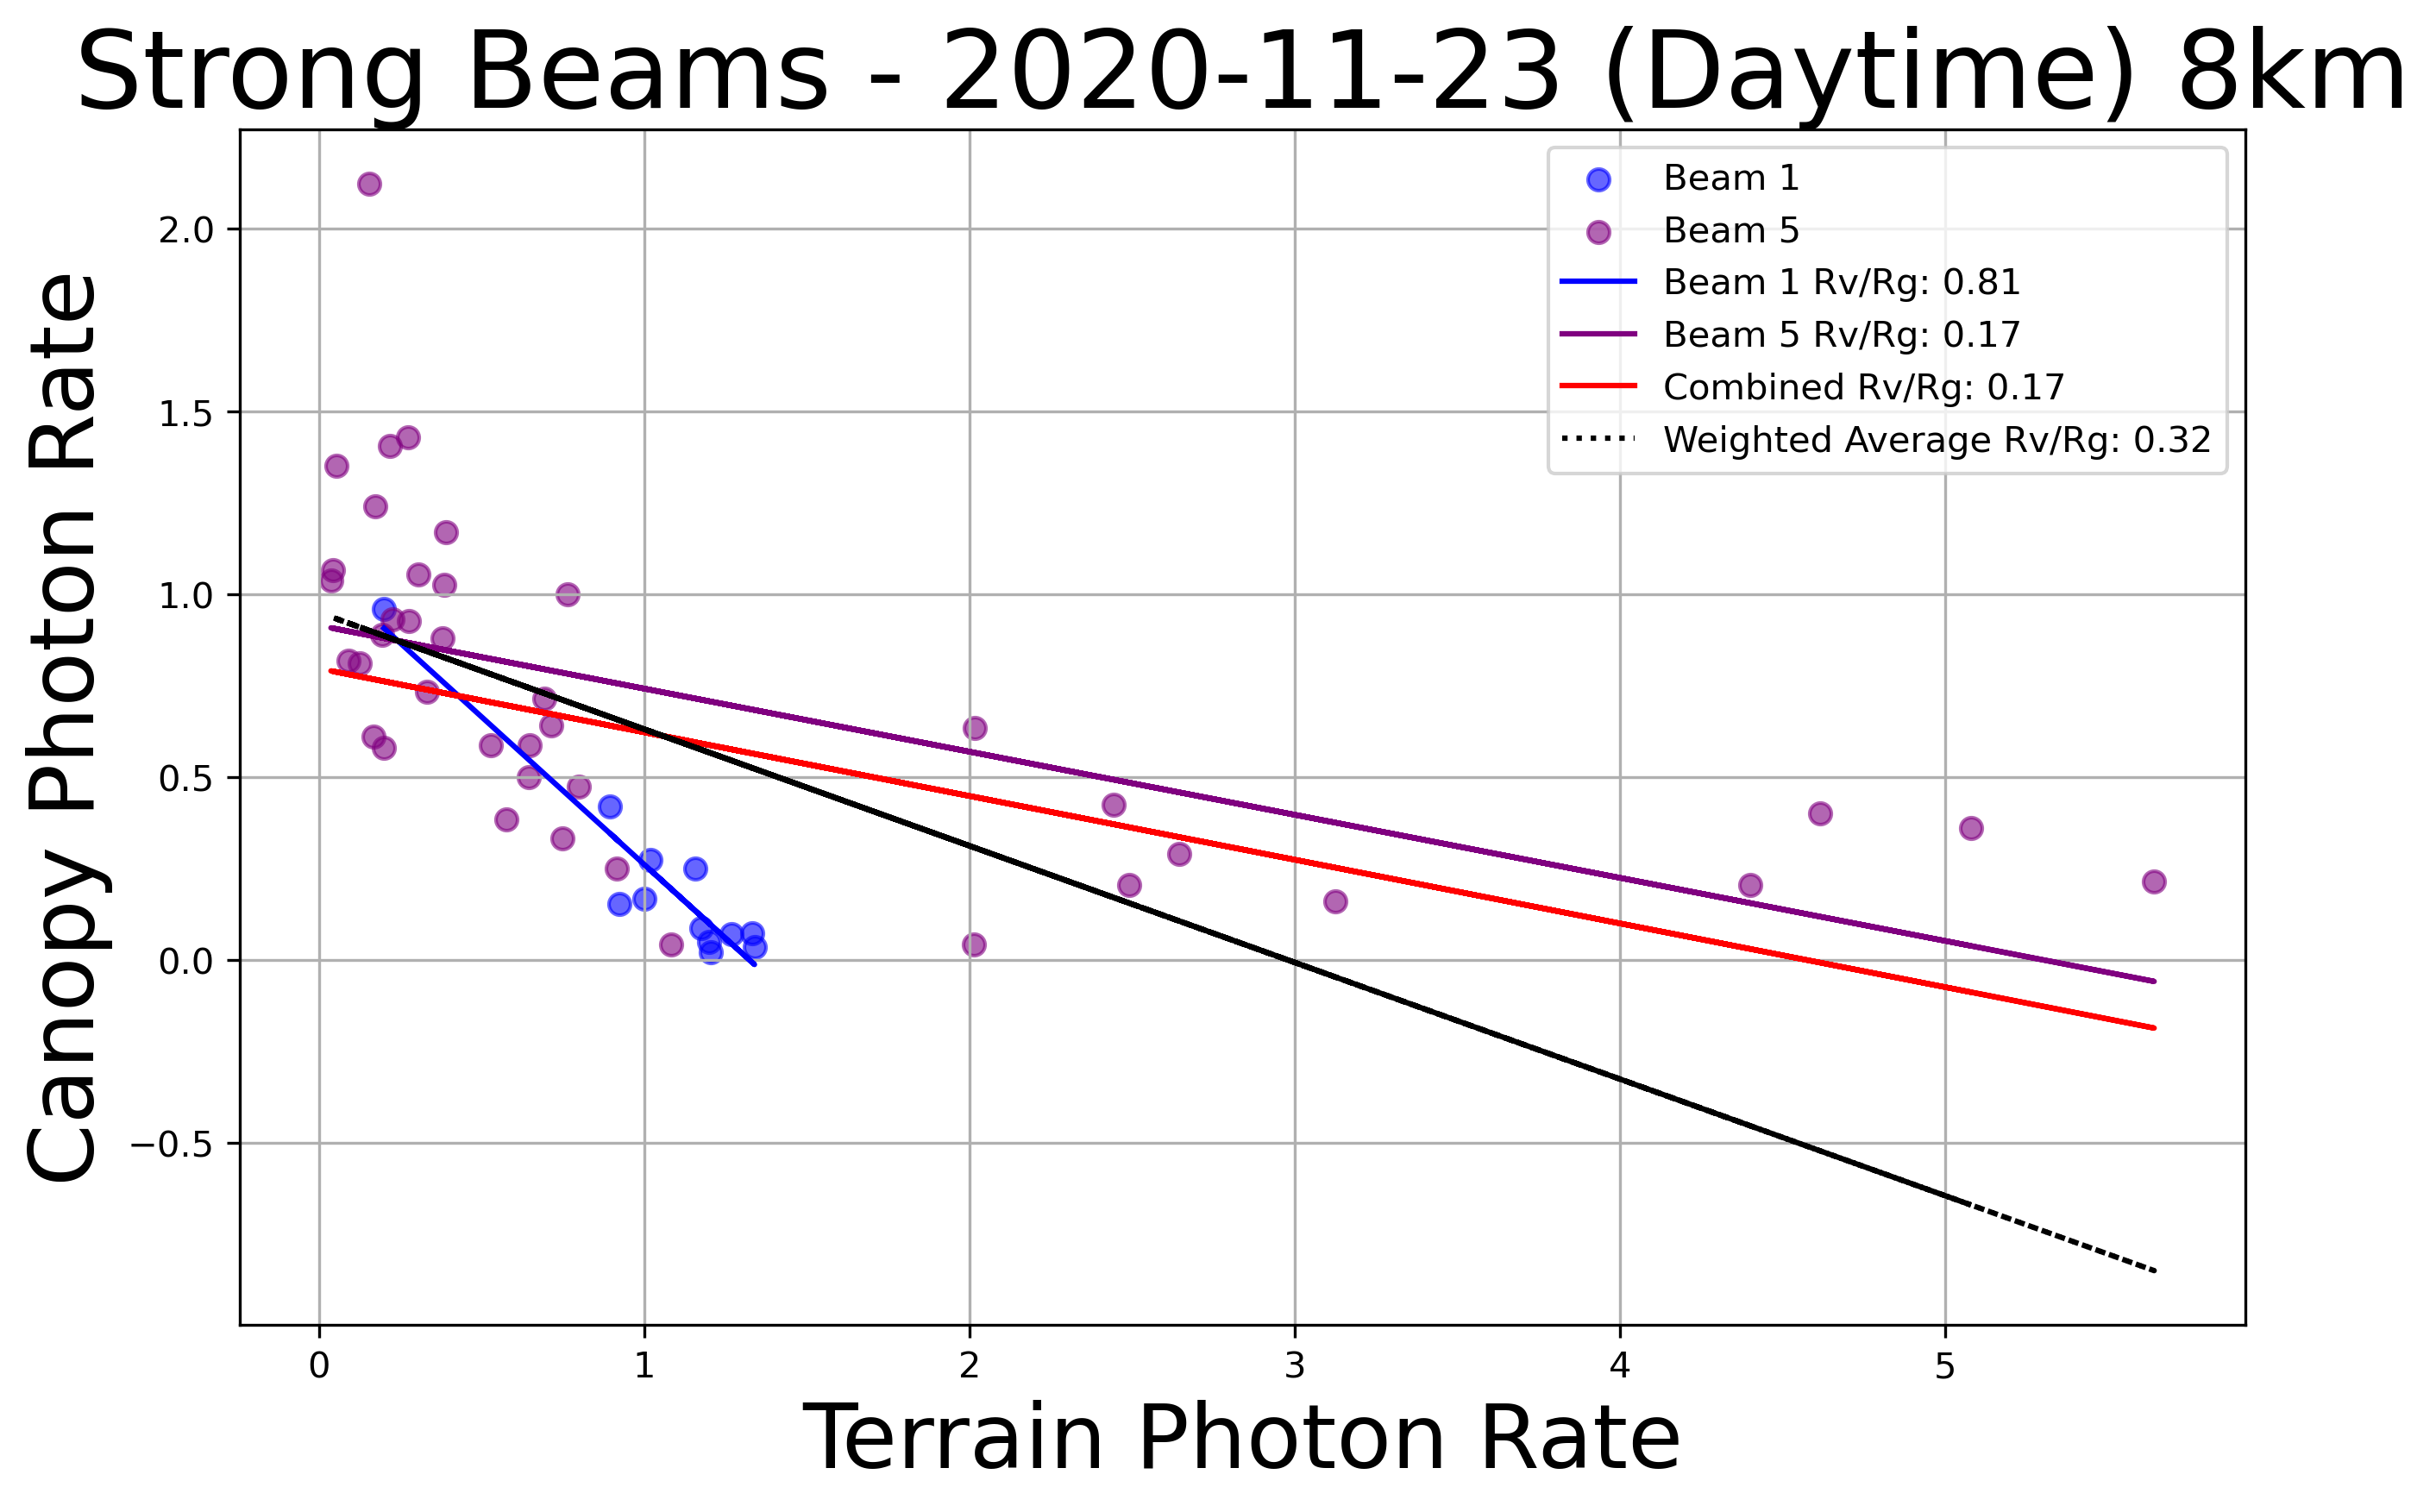 Strong Beams - 2020-11-23 (Daytime) 8km
Beam 1
Beam 5
Beam 1 Rv/Rg: 0.81
Beam 5 Rv/Rg: 0.17
Combined Rv/Rg: 0.17
Weighted Average Rv/Rg: 0.32
Canopy Photon Rate
2.0
1.5
1.0
0.5
0.0
−0.5
0 1 2 3 4 5
Terrain Photon Rate